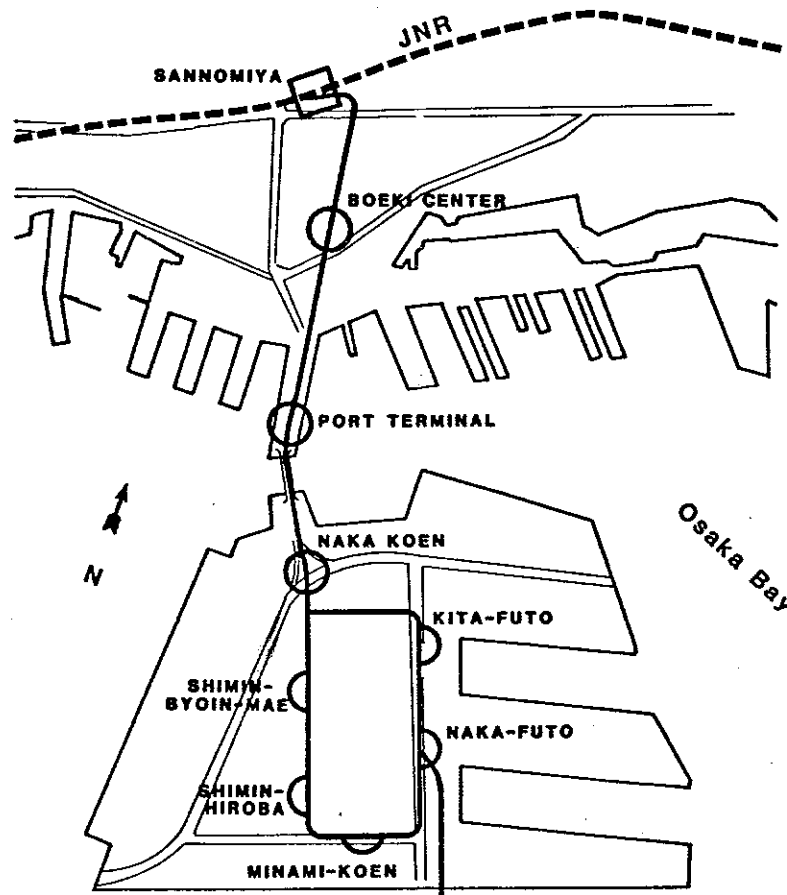 JNR
SANNOMIYA
BOEKI CENTER
PORT TERMINAL
Osaka Bay
N
NAKA KOEN
KITA-FUTO
SHIMIN-
BYOIN-MAE
NAKA-FUTO
SHIMIN-
HIROBA
MINAMI-KOEN